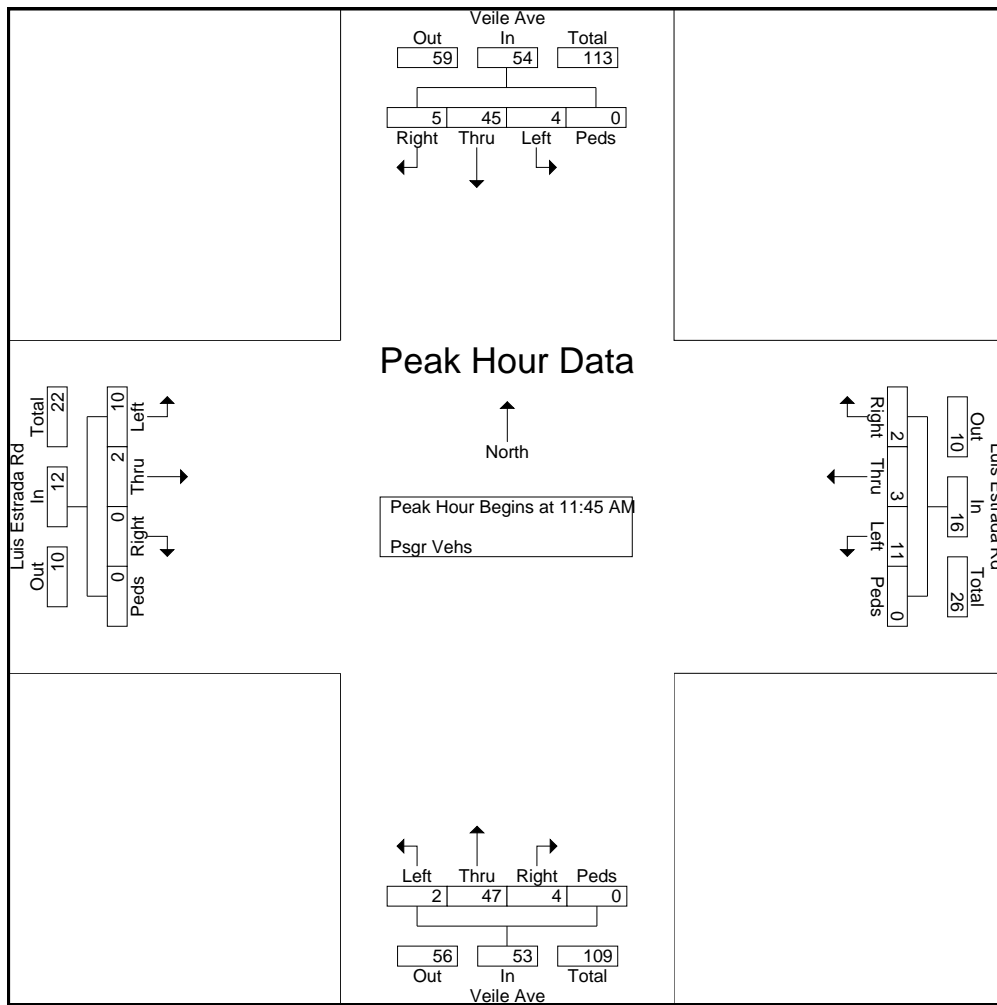 Veile Ave
Out In Total
59 54 113
5 45 4 0
Right Thru Left Peds
Peak Hour Data
North
Peak Hour Begins at 11:45 AM
Psgr Vehs
Luis Estrada Rd
Out In Total
10 12 22
Left Thru Right Peds
10 2 0 0
Luis Estrada Rd
Out In Total
10 16 26
Right Thru Left Peds
2 3 11 0
Left Thru Right Peds
2 47 4 0
56 53 109
Out In Total
Veile Ave